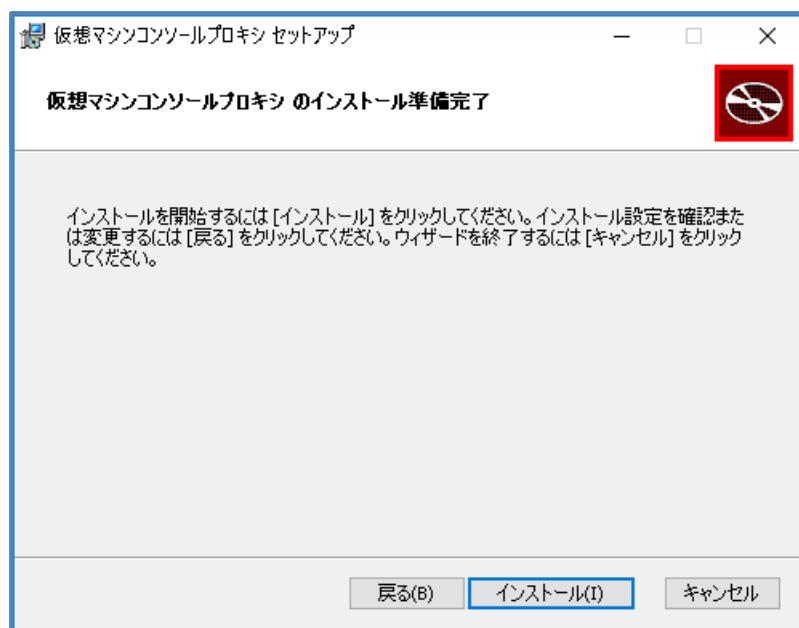 仮想マシンコンソールプロキシ セットアップ
仮想マシンコンソールプロキシ のインストール準備完了
インストールを開始するには [インストール] をクリックしてください。インストール設定を確認また
は変更するには [戻る] をクリックしてください。ウィザードを終了するには [キャンセル] をクリック
してください。
戻る(B)
インストール(I)
キャンセル